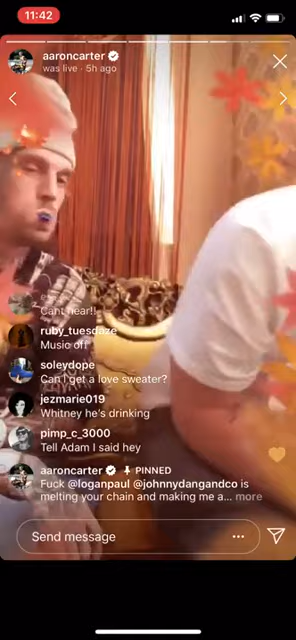 11:42
aaroncarter
was live · 5h ago
Cant hear!!
ruby_tuesdaze
Music off
soleydope
Can I get a love sweater?
jezmarie019
Whitney he's drinking
pimp_c_3000
Tell Adam I said hey
aaroncarter PINNED
Fuck @loganpaul @johnnydangandco is
melting your chain and making me a... more
Send message